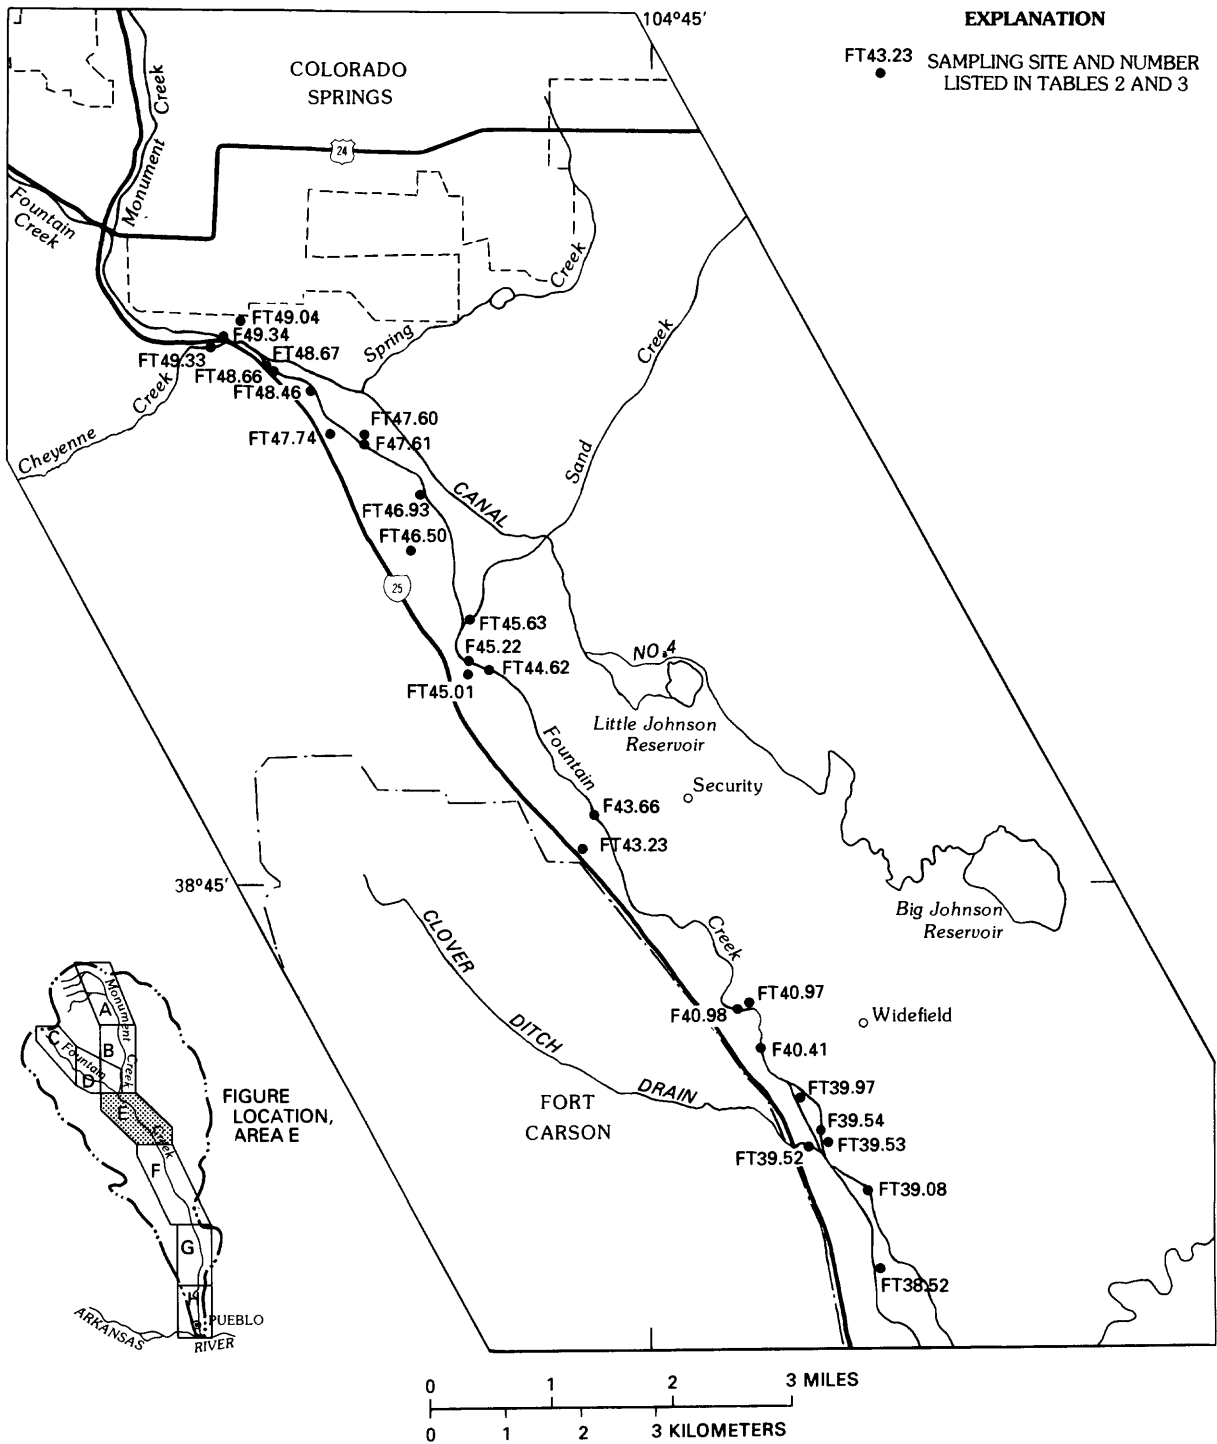 104°45'
EXPLANATION
FT43.23
SAMPLING SITE AND NUMBER
LISTED IN TABLES 2 AND 3
COLORADO
SPRINGS
Monument
Creek
24
Fountain
Creek
Creek
Spring
Creek
Sand
FT49.04
F49.34
FT48.67
FT49.33
FT48.66
FT48.46
Creek
Cheyenne
FT47.60
FT47.74
F47.61
CANAL
FT46.93
FT46.50
25
FT45.63
F45.22
FT44.62
FT45.01
NO.4
Little Johnson
Reservoir
Fountain
Security
F43.66
FT43.23
38°45'
Big Johnson
Reservoir
CLOVER
Creek
FT40.97
F40.98
Widefield
DITCH
F40.41
DRAIN
FT39.97
FORT
CARSON
F39.54
FT39.53
FT39.52
FT39.08
FT38.52
Monument
A
B
Creek
C
Fountain
D
E
Creek
F
G
H
FIGURE
LOCATION,
AREA E
PUEBLO
ARKANSAS
RIVER
0 1 2 3 MILES
0 1 2 3 KILOMETERS